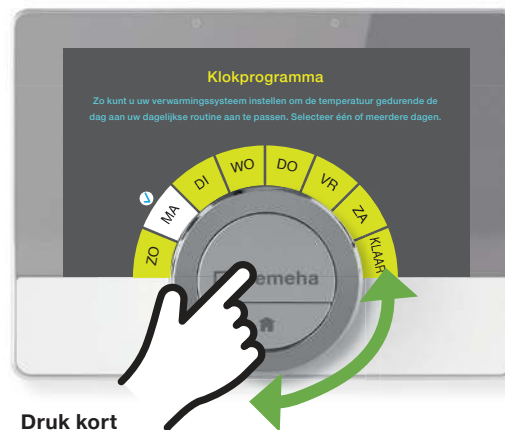 Klokprogramma
Zo kunt u uw verwarmingssysteem instellen om de temperatuur gedurende de
dag aan uw dagelijkse routine aan te passen. Selecteer één of meerdere dagen.
ZO
MA
DI
WO
DO
VR
ZA
KLAAR
emeha
Druk kort